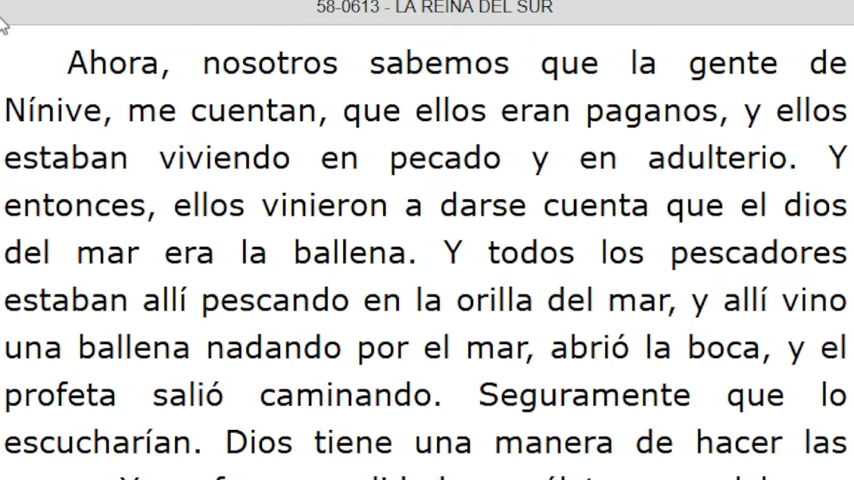 58-0613 - LA REINA DEL SUR
Ahora, nosotros sabemos que la gente de
Nínive, me cuentan, que ellos eran paganos, y ellos
estaban viviendo en pecado y en adulterio. Y
entonces, ellos vinieron a darse cuenta que el dios
del mar era la ballena. Y todos los pescadores
estaban allí pescando en la orilla del mar, y allí vino
una ballena nadando por el mar, abrió la boca, y el
profeta salió caminando. Seguramente que lo
escucharían. Dios tiene una manera de hacer las